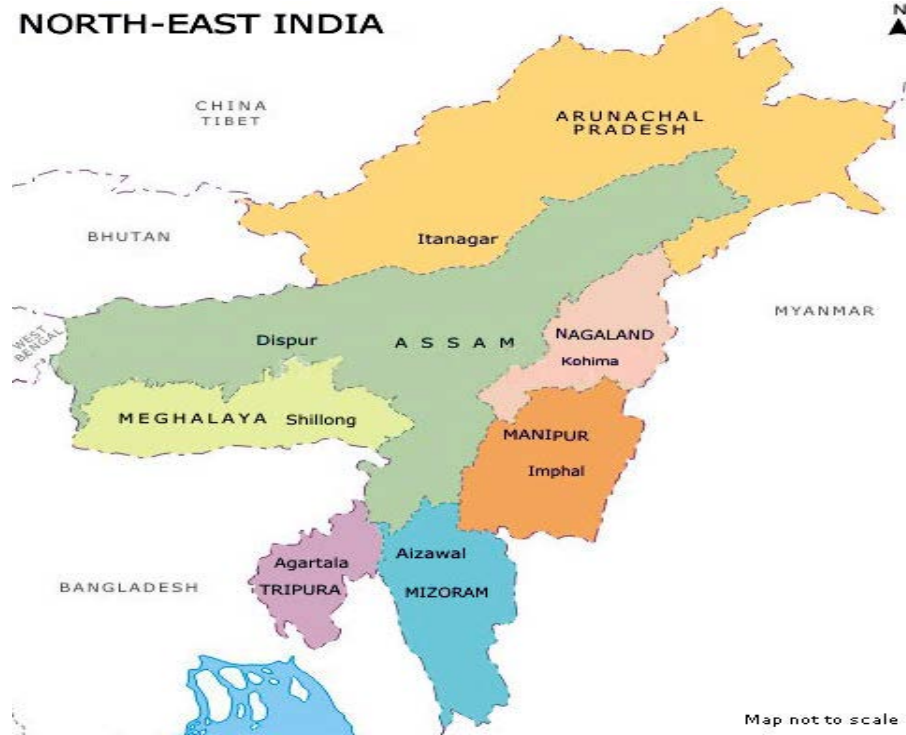 NORTH-EAST INDIA
N
CHINA
TIBET
ARUNACHAL
PRADESH
BHUTAN
Itanagar
MYANMAR
WEST
BENGAL
Dispur
ASSAM
NAGALAND
Kohima
MEGHALAYA Shillong
MANIPUR
Imphal
Agartala
TRIPURA
Aizawal
MIZORAM
BANGLADESH
Map not to scale